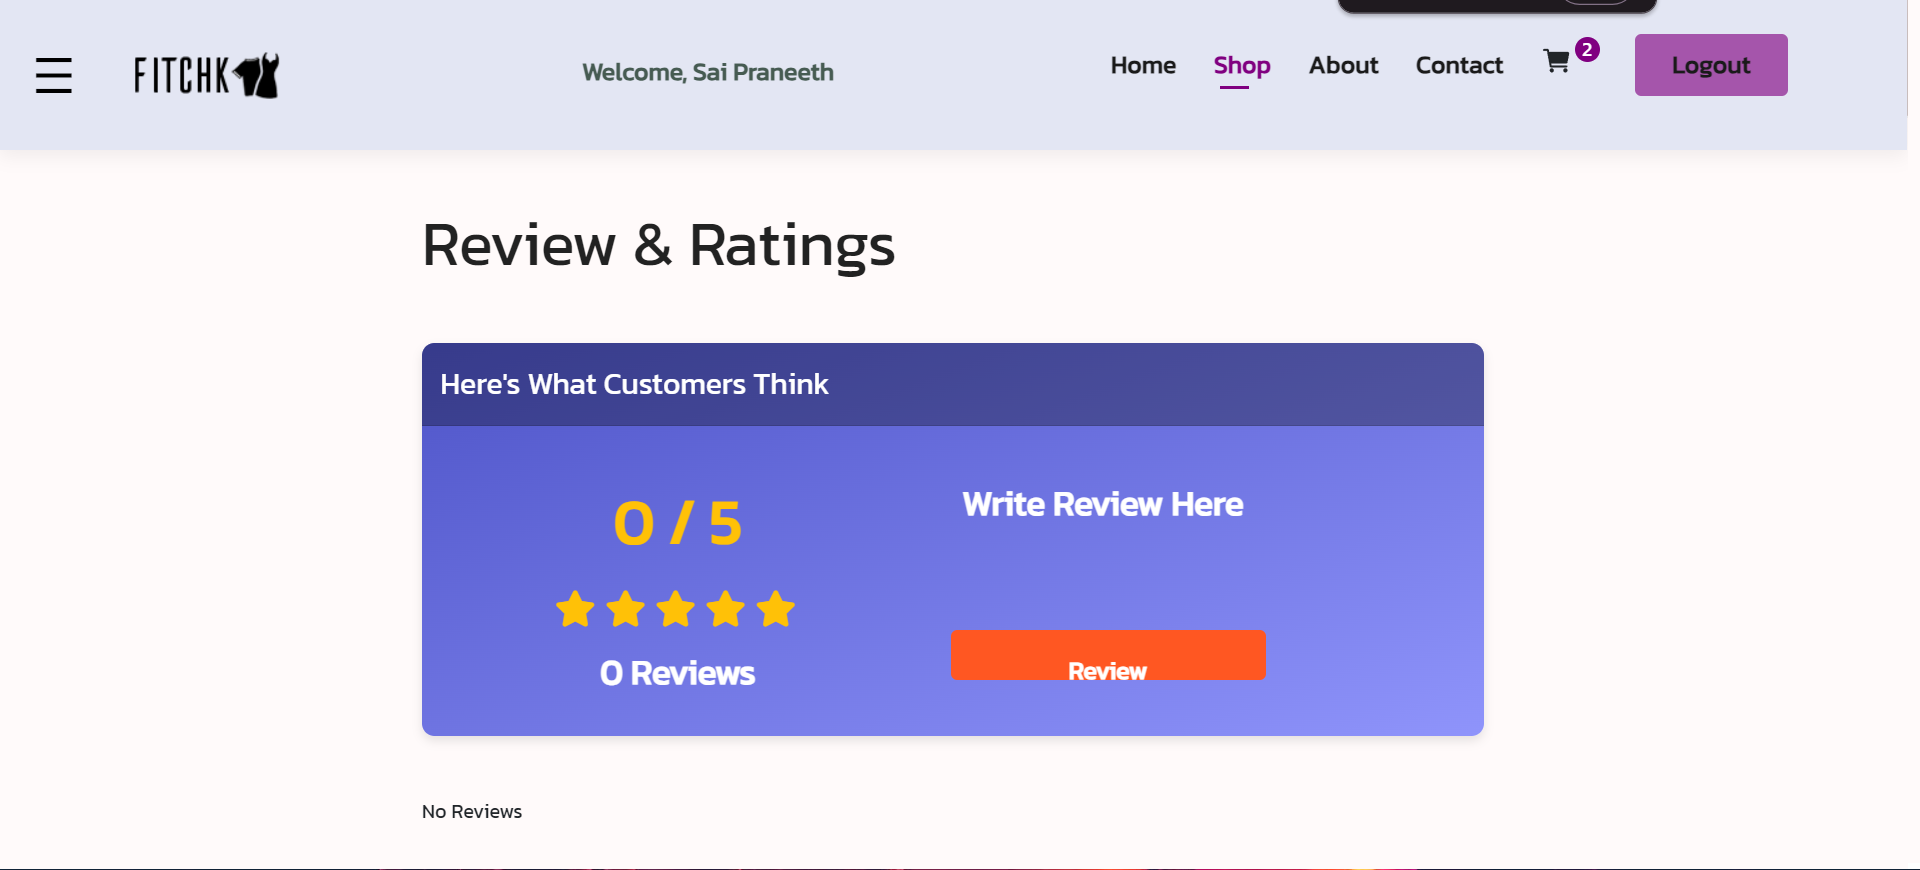 FITCHK
Welcome, Sai Praneeth
Home
Shop
About
Contact
2
Logout
Review & Ratings
Here's What Customers Think
0 / 5
0 Reviews
Write Review Here
Review
No Reviews